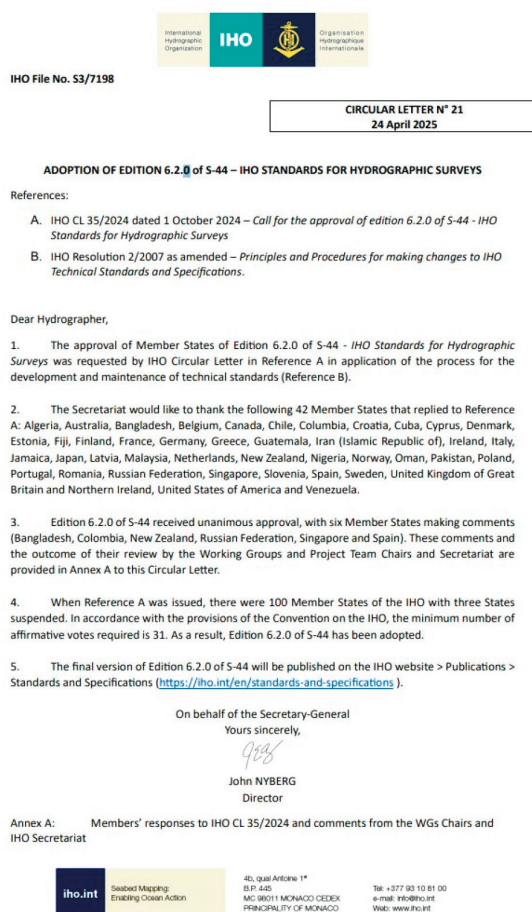 International
Hydrographic
Organization
IHO
Organisation
Hydrographique
Internationale
IHO File No. S3/7198
CIRCULAR LETTER N° 21
24 April 2025
ADOPTION OF EDITION 6.2.0 of S-44 – IHO STANDARDS FOR HYDROGRAPHIC SURVEYS
References:
A. IHO CL 35/2024 dated 1 October 2024 – Call for the approval of edition 6.2.0 of S-44 - IHO
Standards for Hydrographic Surveys
B. IHO Resolution 2/2007 as amended – Principles and Procedures for making changes to IHO
Technical Standards and Specifications.
Dear Hydrographer,
1. The approval of Member States of Edition 6.2.0 of S-44 - IHO Standards for Hydrographic
Surveys was requested by IHO Circular Letter in Reference A in application of the process for the
development and maintenance of technical standards (Reference B).
2. The Secretariat would like to thank the following 42 Member States that replied to Reference
A: Algeria, Australia, Bangladesh, Belgium, Canada, Chile, Columbia, Croatia, Cuba, Cyprus, Denmark,
Estonia, Fiji, Finland, France, Germany, Greece, Guatemala, Iran (Islamic Republic of), Ireland, Italy,
Jamaica, Japan, Latvia, Malaysia, Netherlands, New Zealand, Nigeria, Norway, Oman, Pakistan, Poland,
Portugal, Romania, Russian Federation, Singapore, Slovenia, Spain, Sweden, United Kingdom of Great
Britain and Northern Ireland, United States of America and Venezuela.
3. Edition 6.2.0 of S-44 received unanimous approval, with six Member States making comments
(Bangladesh, Colombia, New Zealand, Russian Federation, Singapore and Spain). These comments and
the outcome of their review by the Working Groups and Project Team Chairs and Secretariat are
provided in Annex A to this Circular Letter.
4. When Reference A was issued, there were 100 Member States of the IHO with three States
suspended. In accordance with the provisions of the Convention on the IHO, the minimum number of
affirmative votes required is 31. As a result, Edition 6.2.0 of S-44 has been adopted.
5. The final version of Edition 6.2.0 of S-44 will be published on the IHO website > Publications >
Standards and Specifications (https://iho.int/en/standards-and-specifications ).
On behalf of the Secretary-General
Yours sincerely,
John NYBERG
Director
Annex A: Members' responses to IHO CL 35/2024 and comments from the WGs Chairs and
IHO Secretariat
iho.int
Seabed Mapping:
Enabling Ocean Action
4b, quai Antoine 1er
B.P. 445
MC 98011 MONACO CEDEX
PRINCIPALITY OF MONACO
Tél: +377 93 10 81 00
e-mail: info@iho.int
Web: www.iho.int